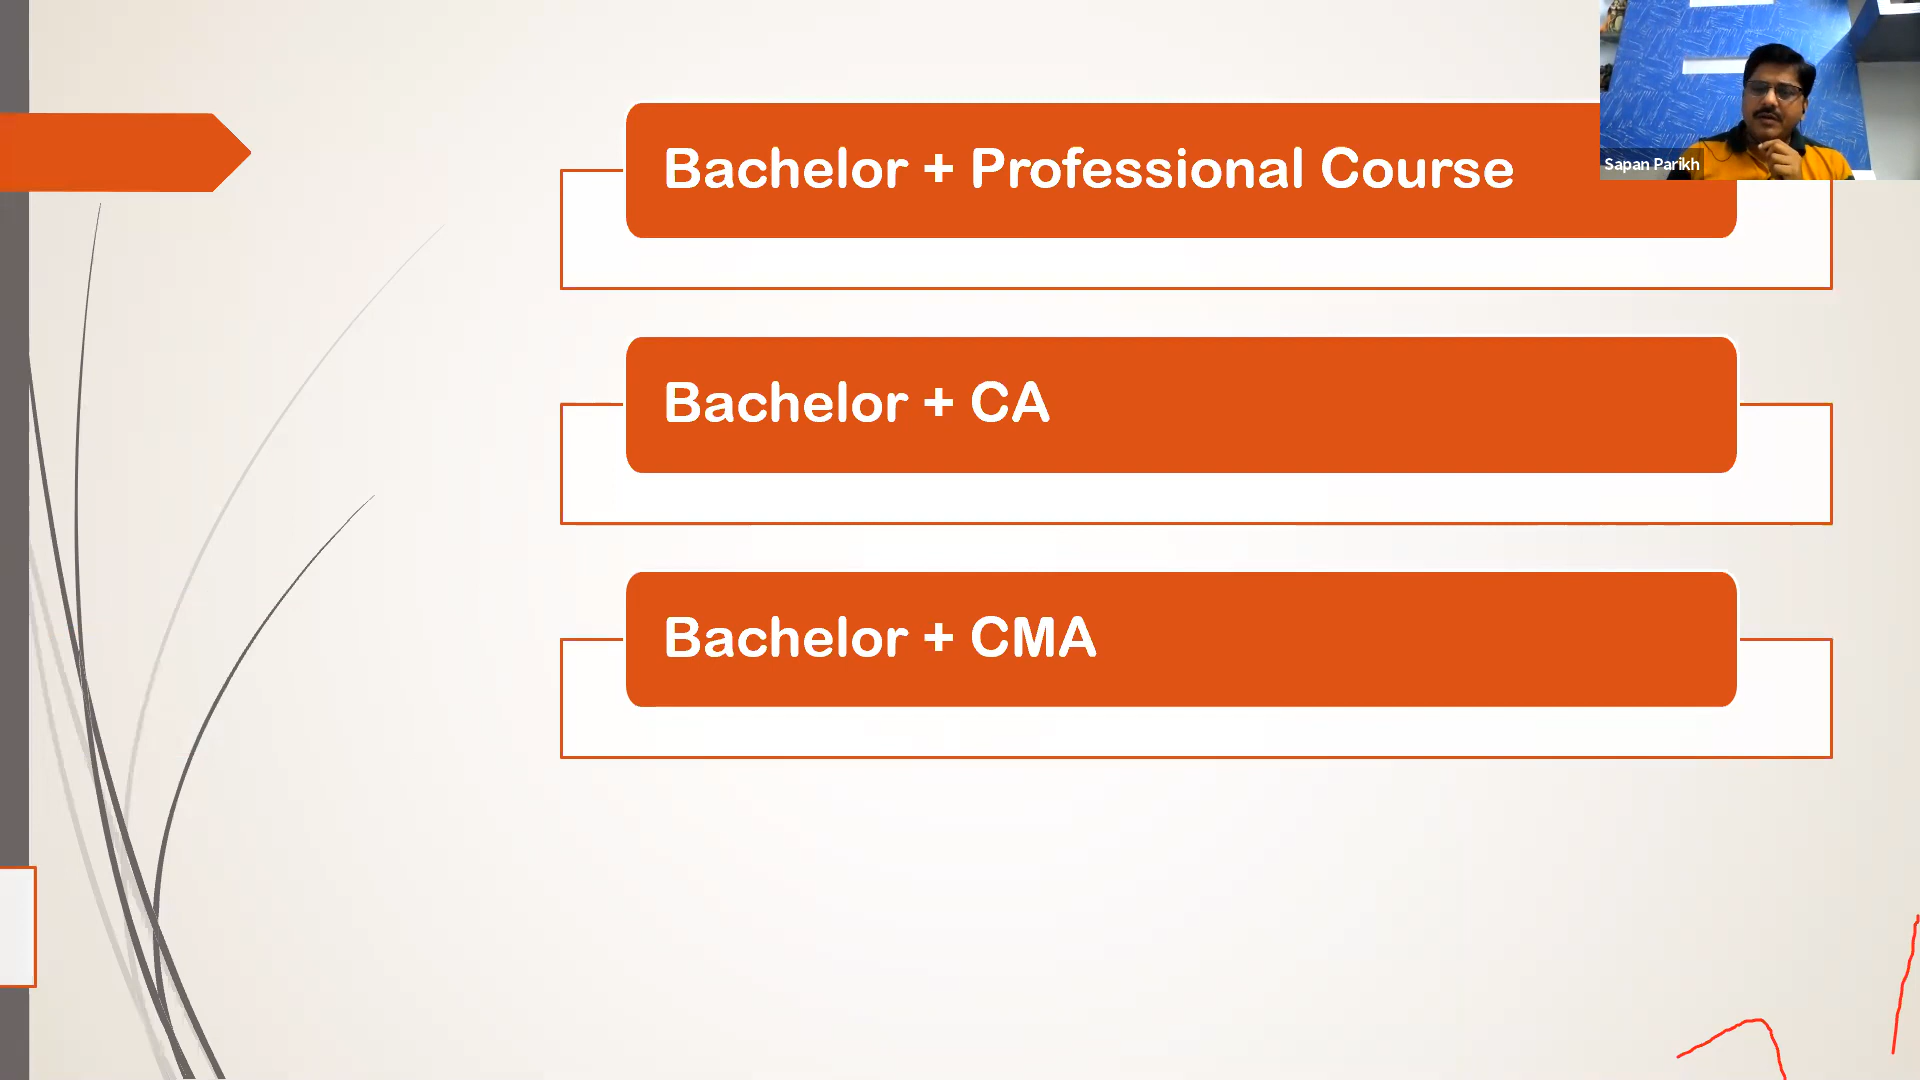 Bachelor + Professional Course
Sapan Parikh
Bachelor + CA
Bachelor + CMA